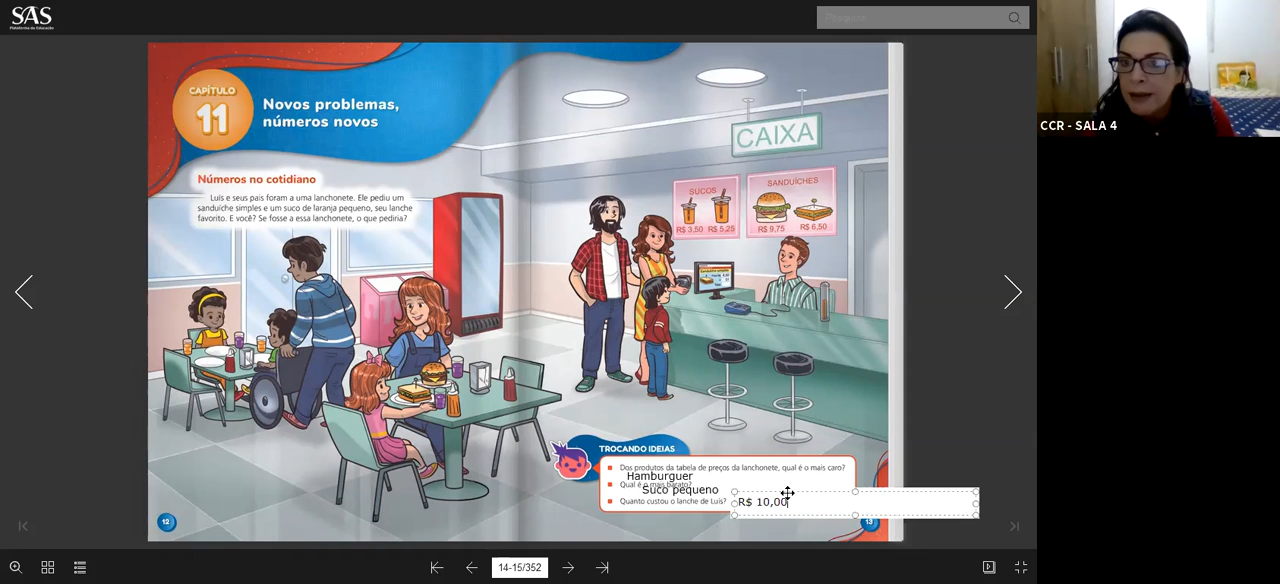 SAS
Plataforma de Educação
Pesquisar
CCR - SALA 4
CAPÍTULO
11
Novos problemas,
números novos
Números no cotidiano
Luís e seus pais foram a uma lanchonete. Ele pediu um
sanduíche simples e um suco de laranja pequeno, seu lanche
favorito. E você? Se fosse a essa lanchonete, o que pediria?
CAIXA
SUCOS
R$ 3,50 R$ 5,25
SANDUÍCHES
R$ 9,75 R$ 6,50
TROCANDO IDEIAS
Dos produtos da tabela de preços da lanchonete, qual é o mais caro?
Hamburguer
Qual é o mais barato?
Suco pequeno
Quanto custou o lanche de Luís?
R$ 10,00
12
13
14-15/352